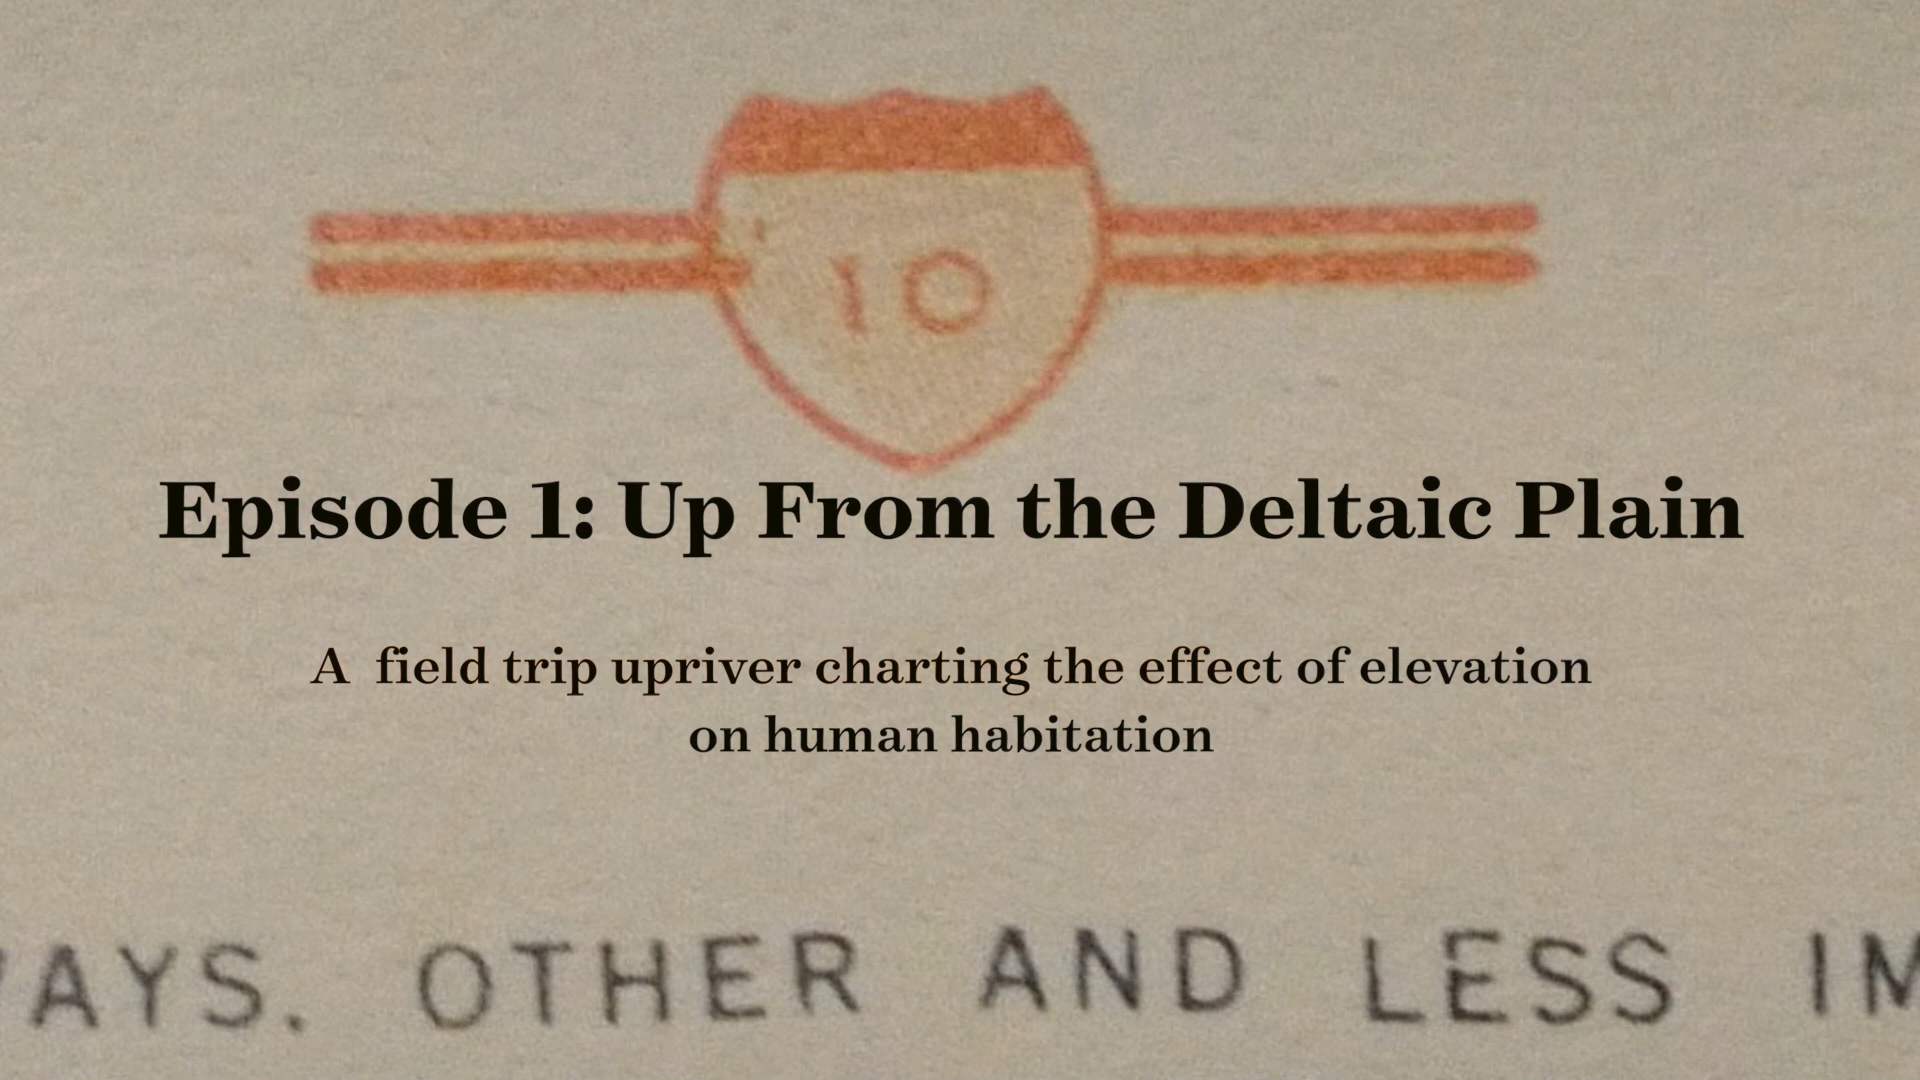 10
Episode 1: Up From the Deltaic Plain
A field trip upriver charting the effect of elevation
on human habitation
AYS. OTHER AND LESS